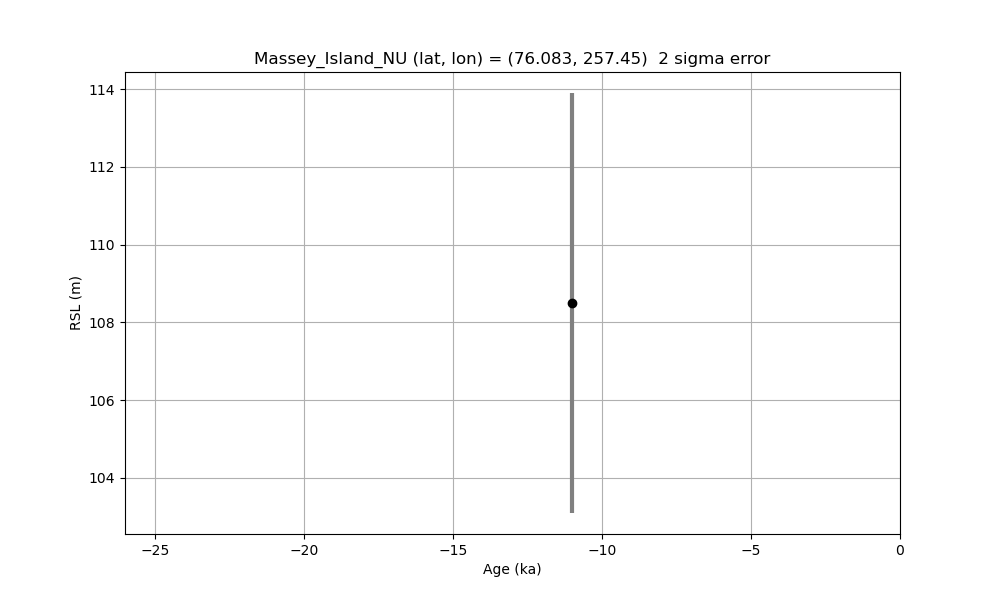 Massey_Island_NU (lat, lon) = (76.083, 257.45)  2 sigma error
114
112
110
108
106
104
RSL (m)
−25 −20 −15 −10 −5 0
Age (ka)